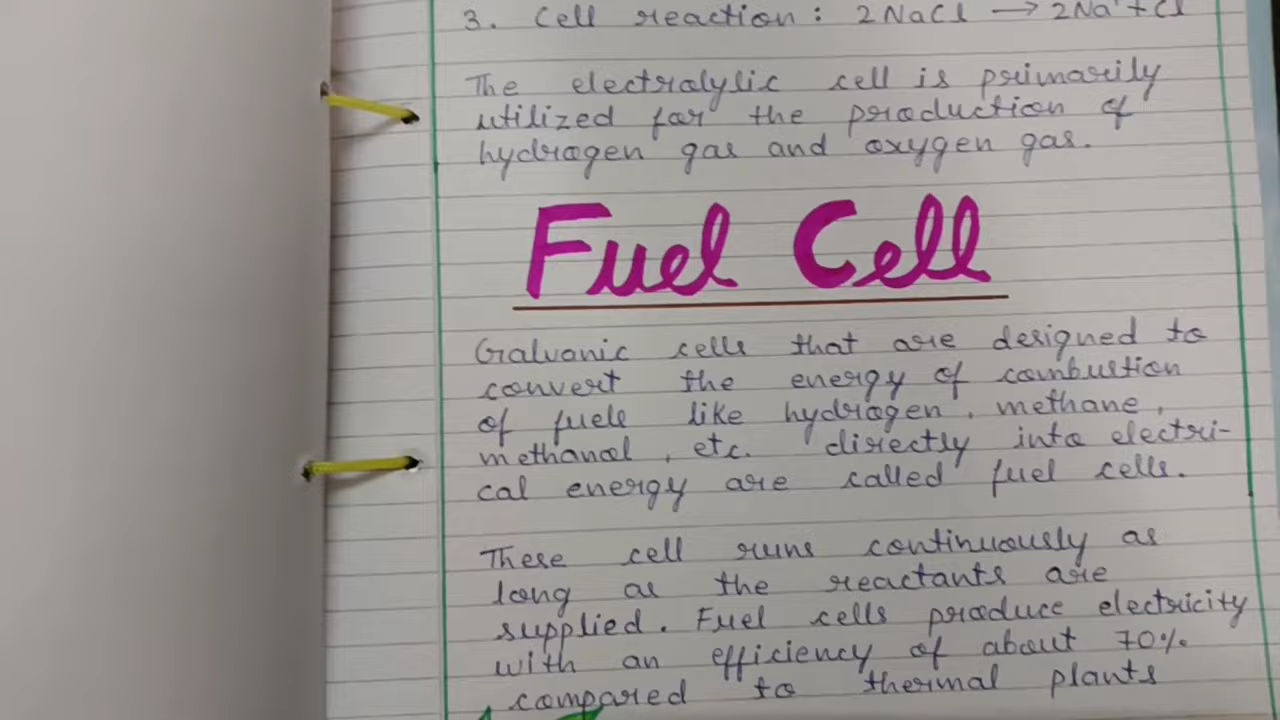 3. Cell reaction: 2NaCl → 2Na⁺ + Cl
The electrolytic cell is primarily
utilized for the production of
hydrogen gas and oxygen gas.
Fuel Cell
Galvanic cells that are designed to
convert the energy of combustion
of fuels like hydrogen, methane,
methanol, etc. directly into electri-
cal energy are called fuel cells.
These cell runs continuously as
long as the reactants are
supplied. Fuel cells produce electricity
with an efficiency of about 70%
compared to thermal plants